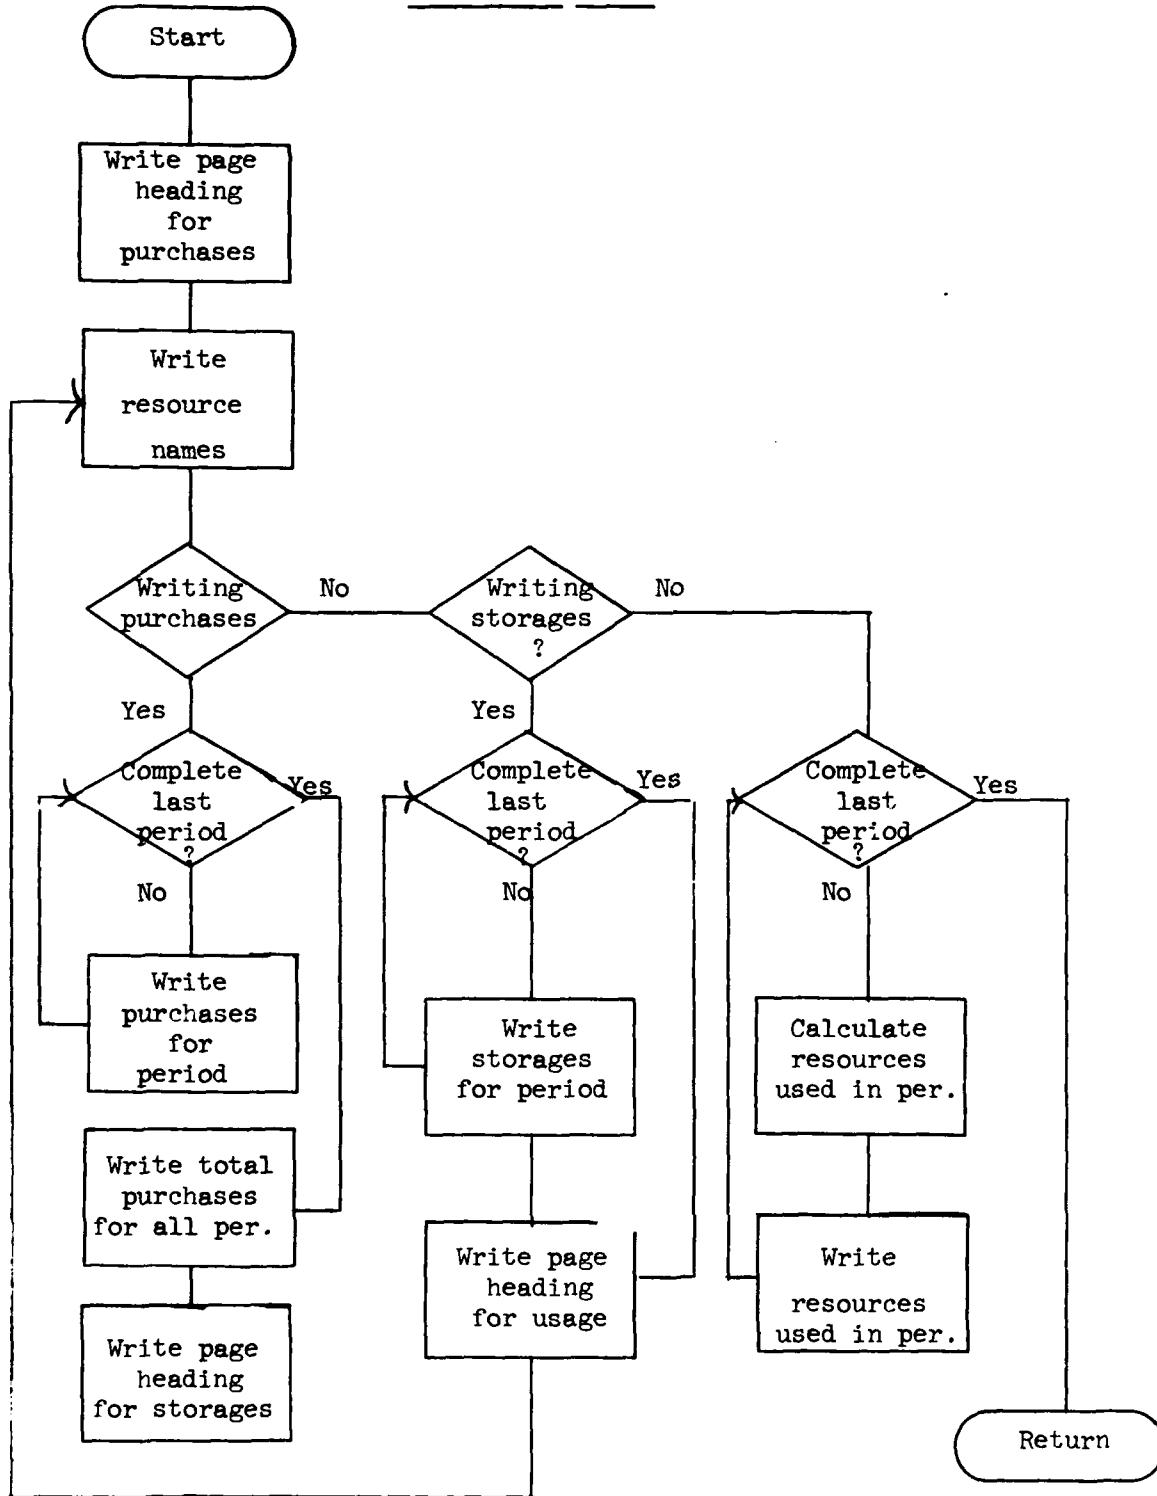 Start
Write page
heading
for
purchases
Write
resource
names
Writing
purchases
No
Writing
storages
?
No
Yes
Yes
Complete
last
period
?
Yes
Complete
last
period
?
Yes
Complete
last
period
?
Yes
No
No
No
Write
purchases
for
period
Write
storages
for period
Calculate
resources
used in per.
Write total
purchases
for all per.
Write page
heading
for usage
Write
resources
used in per.
Write page
heading
for storages
Return